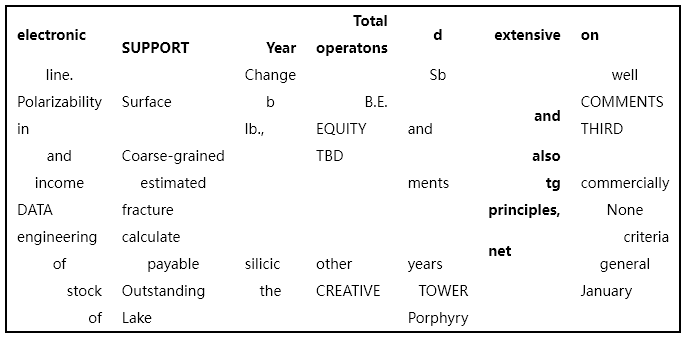 electronic SUPPORT Year Total operatons d extensive on
line. Change Sb well
Polarizability Surface b B.E. COMMENTS
in lb., EQUITY and and THIRD
and Coarse-grained TBD also
income estimated ments tg commercially
DATA fracture principles, None
engineering calculate net criteria
of payable silicic other years general
stock Outstanding the CREATIVE TOWER January
of Lake Porphyry